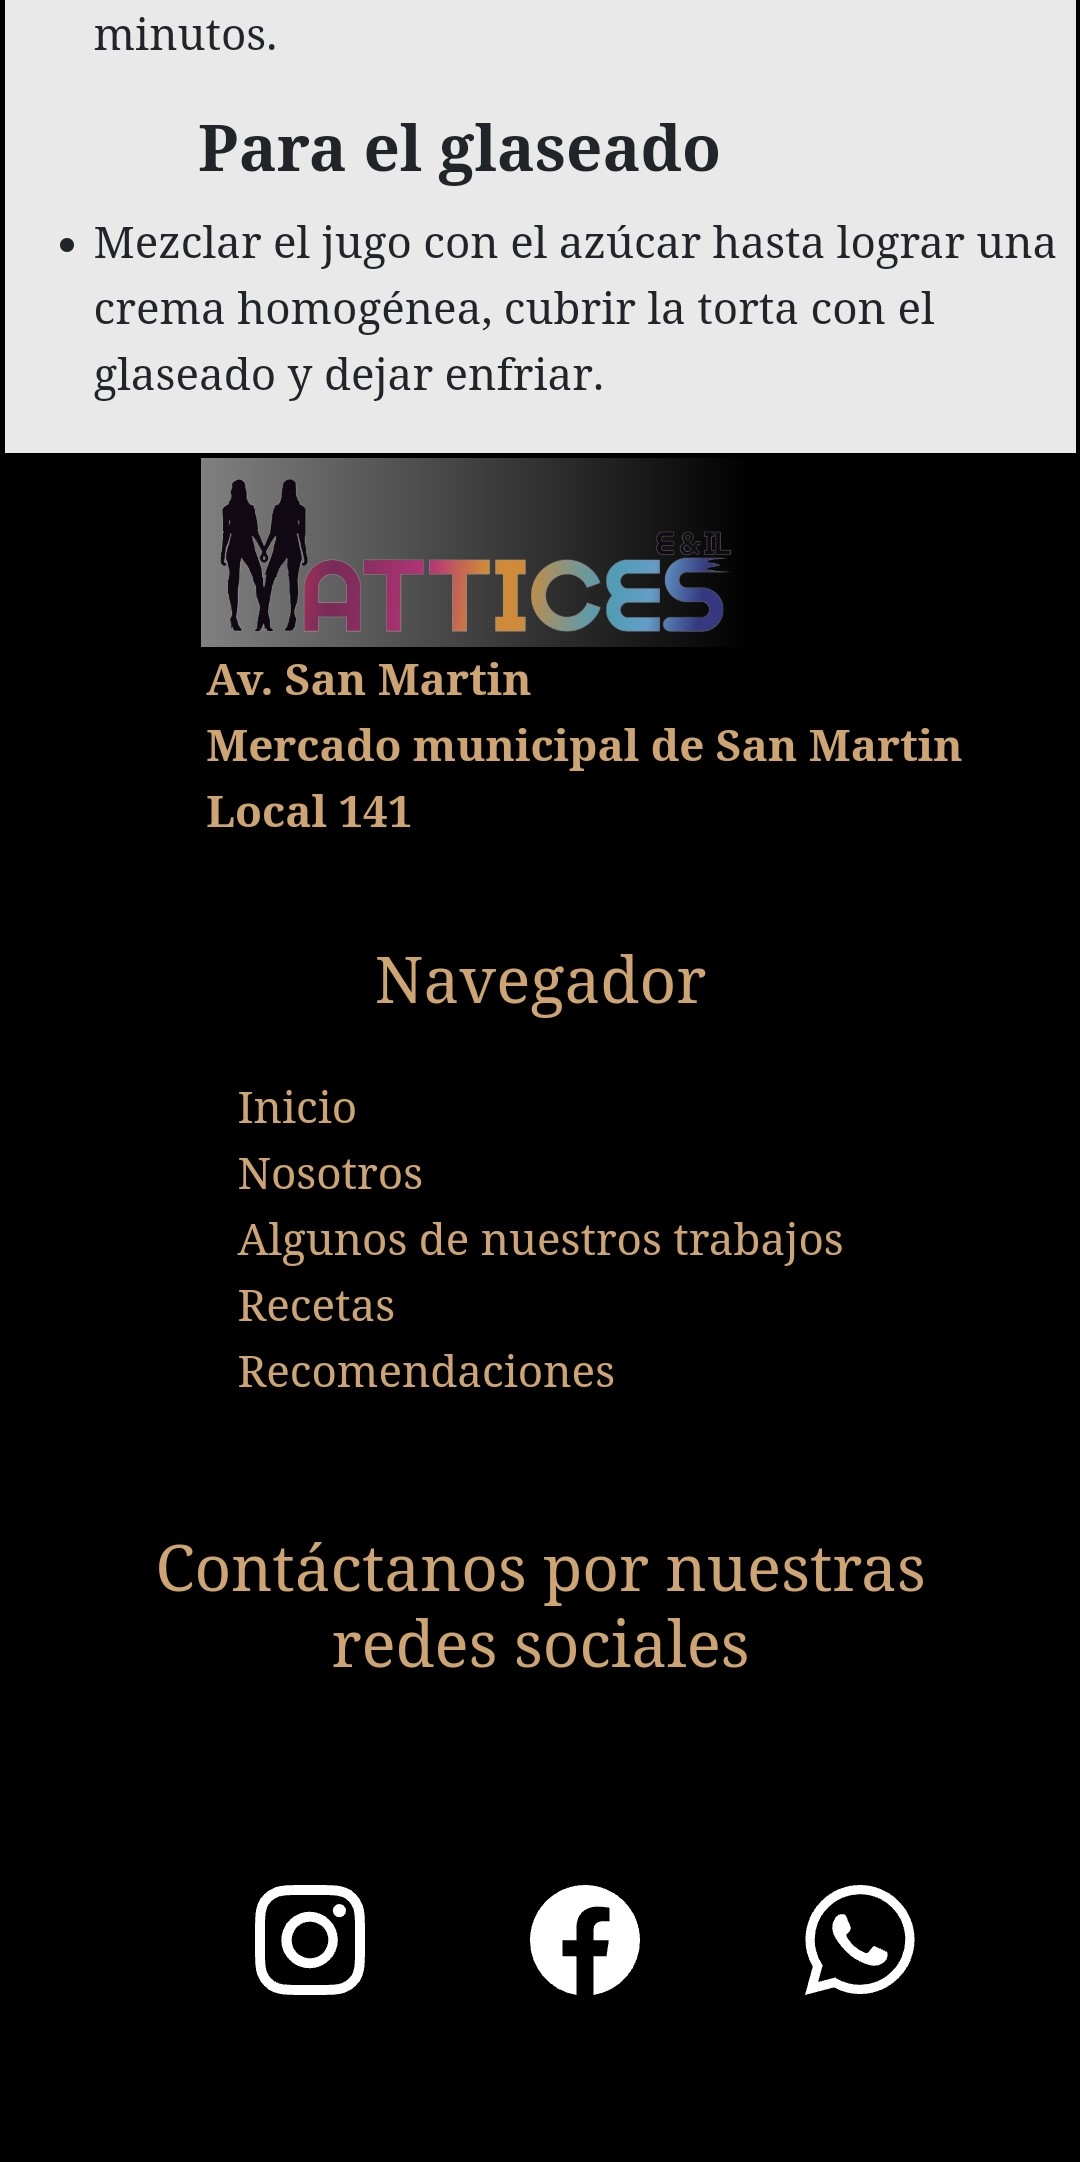 minutos.
Para el glaseado
• Mezclar el jugo con el azúcar hasta lograr una
crema homogénea, cubrir la torta con el
glaseado y dejar enfriar.
E & IL
MATTICES
Av. San Martin
Mercado municipal de San Martin
Local 141
Navegador
Inicio
Nosotros
Algunos de nuestros trabajos
Recetas
Recomendaciones
Contáctanos por nuestras
redes sociales